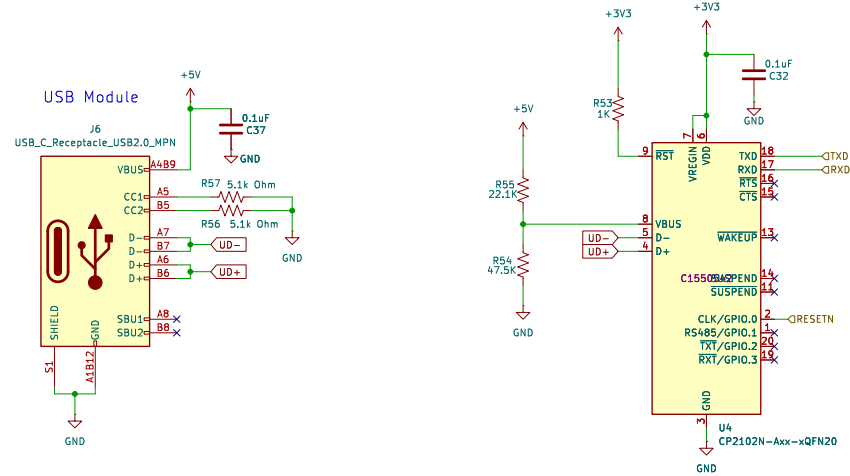 USB Module
J6
USB_C_Receptacle_USB2.0_MPN
+5V
0.1uF
C37
GND
VBUS
A4B9
CC1
A5
R57
5.1k Ohm
CC2
B5
R56
5.1k Ohm
GND
D-
A7
D-
B7
UD-
D+
A6
D+
B6
UD+
SBU1
A8
SBU2
B8
SHIELD
GND
S1
A1B12
GND
+5V
R55
22.1K
R54
47.5K
GND
+3V3
R53
1K
+3V3
0.1uF
C32
GND
7
6
VREGIN
VDD
9
RST
8
VBUS
UD-
5
D-
UD+
4
D+
TXD
18
TXD
RXD
17
RXD
RTS
16
CTS
15
WAKEUP
13
SUSPEND
14
SUSPEND
11
CLK/GPIO.0
2
RESETN
RS485/GPIO.1
1
TXT/GPIO.2
20
RXT/GPIO.3
19
GND
3
U4
CP2102N-Axx-xQFN20
GND